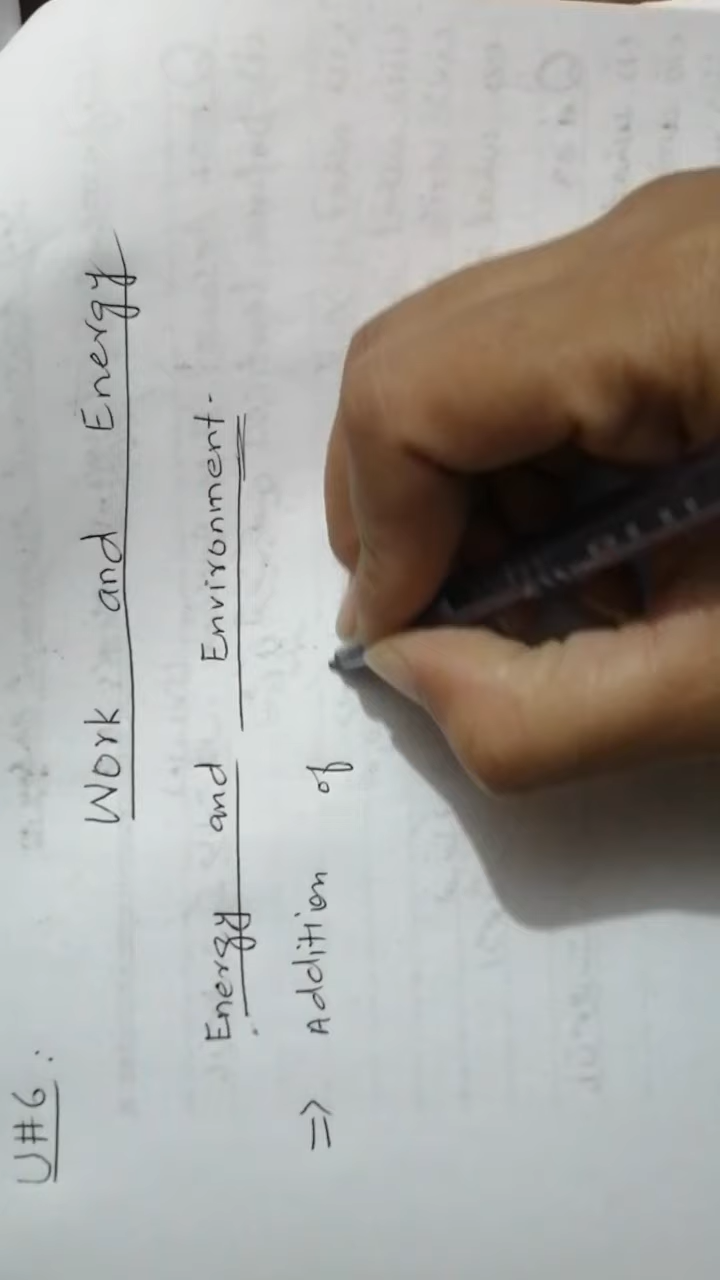 U#6 :
Work and Energy
Energy and Environment.
=> Addition of